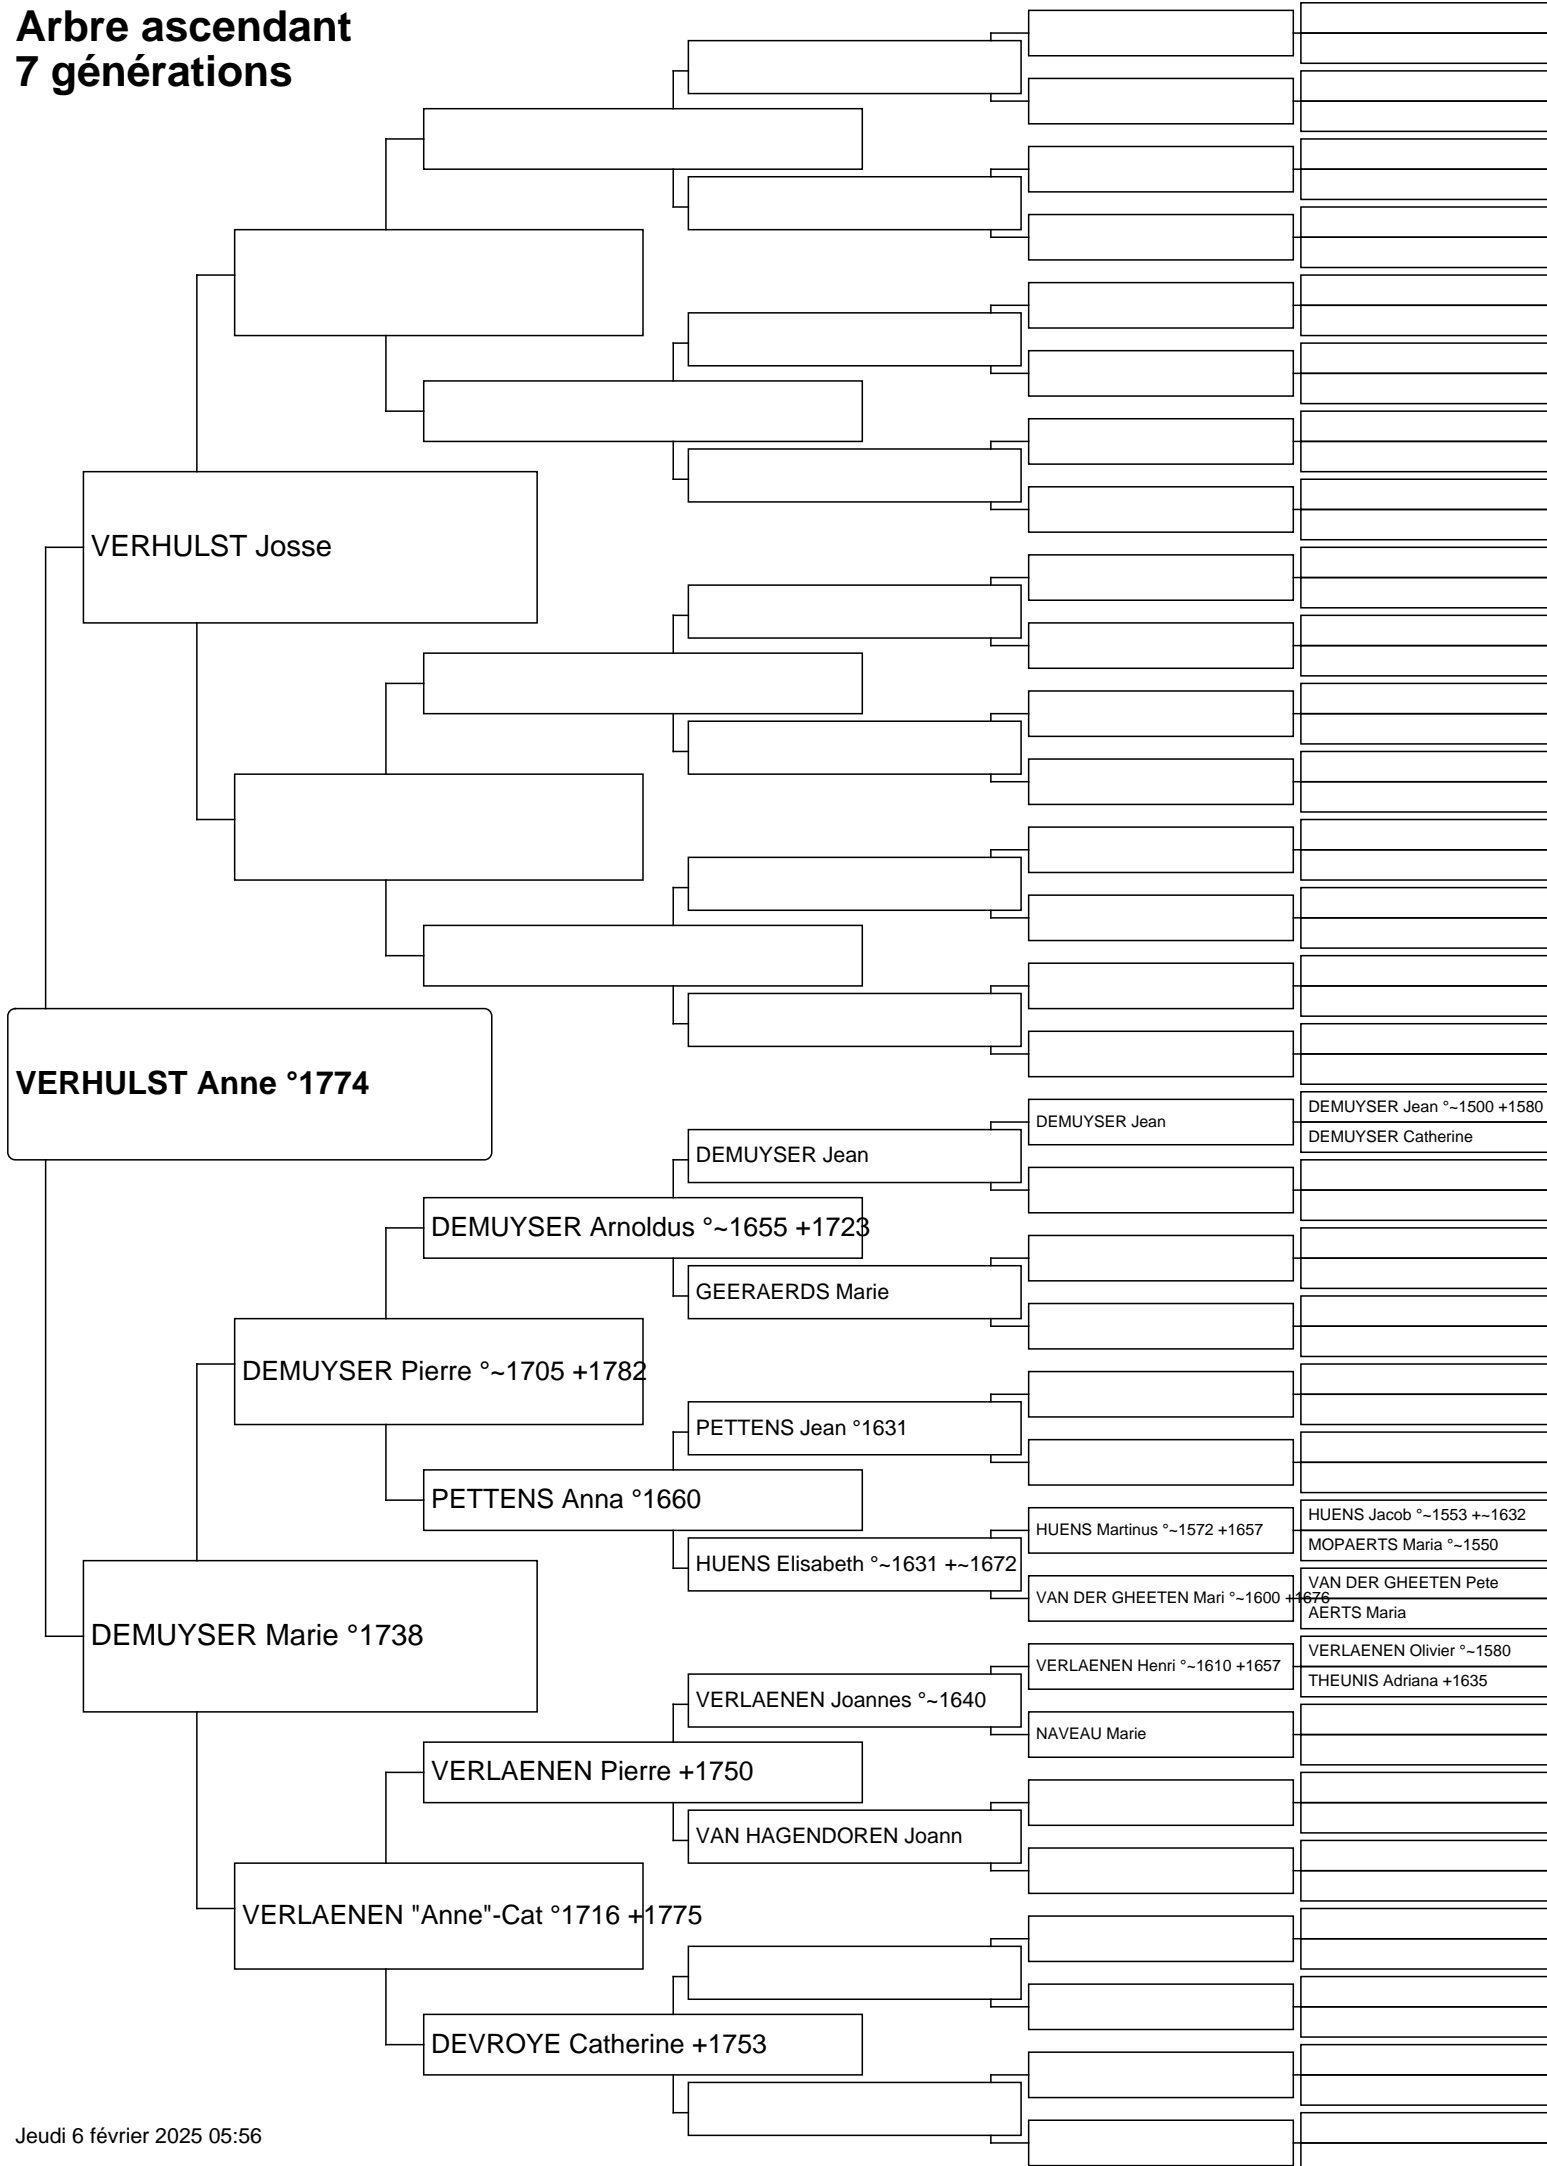 Arbre ascendant
7 générations
VERHULST Josse
VERHULST Anne °1774
DEMUYSER Jean °~1500 +1580
DEMUYSER Jean
DEMUYSER Catherine
DEMUYSER Jean
DEMUYSER Arnoldus °~1655 +1723
GEERAERDS Marie
DEMUYSER Pierre °~1705 +1782
PETTENS Jean °1631
PETTENS Anna °1660
HUENS Jacob °~1553 +~1632
HUENS Martinus °~1572 +1657
MOPAERTS Maria °~1550
HUENS Elisabeth °~1631 +~1672
VAN DER GHEETEN Pete
VAN DER GHEETEN Mari °~1600 +1676
AERTS Maria
DEMUYSER Marie °1738
VERLAENEN Olivier °~1580
VERLAENEN Henri °~1610 +1657
THEUNIS Adriana +1635
VERLAENEN Joannes °~1640
NAVEAU Marie
VERLAENEN Pierre +1750
VAN HAGENDOREN Joann
VERLAENEN "Anne"-Cat °1716 +1775
DEVROYE Catherine +1753
Jeudi 6 février 2025 05:56